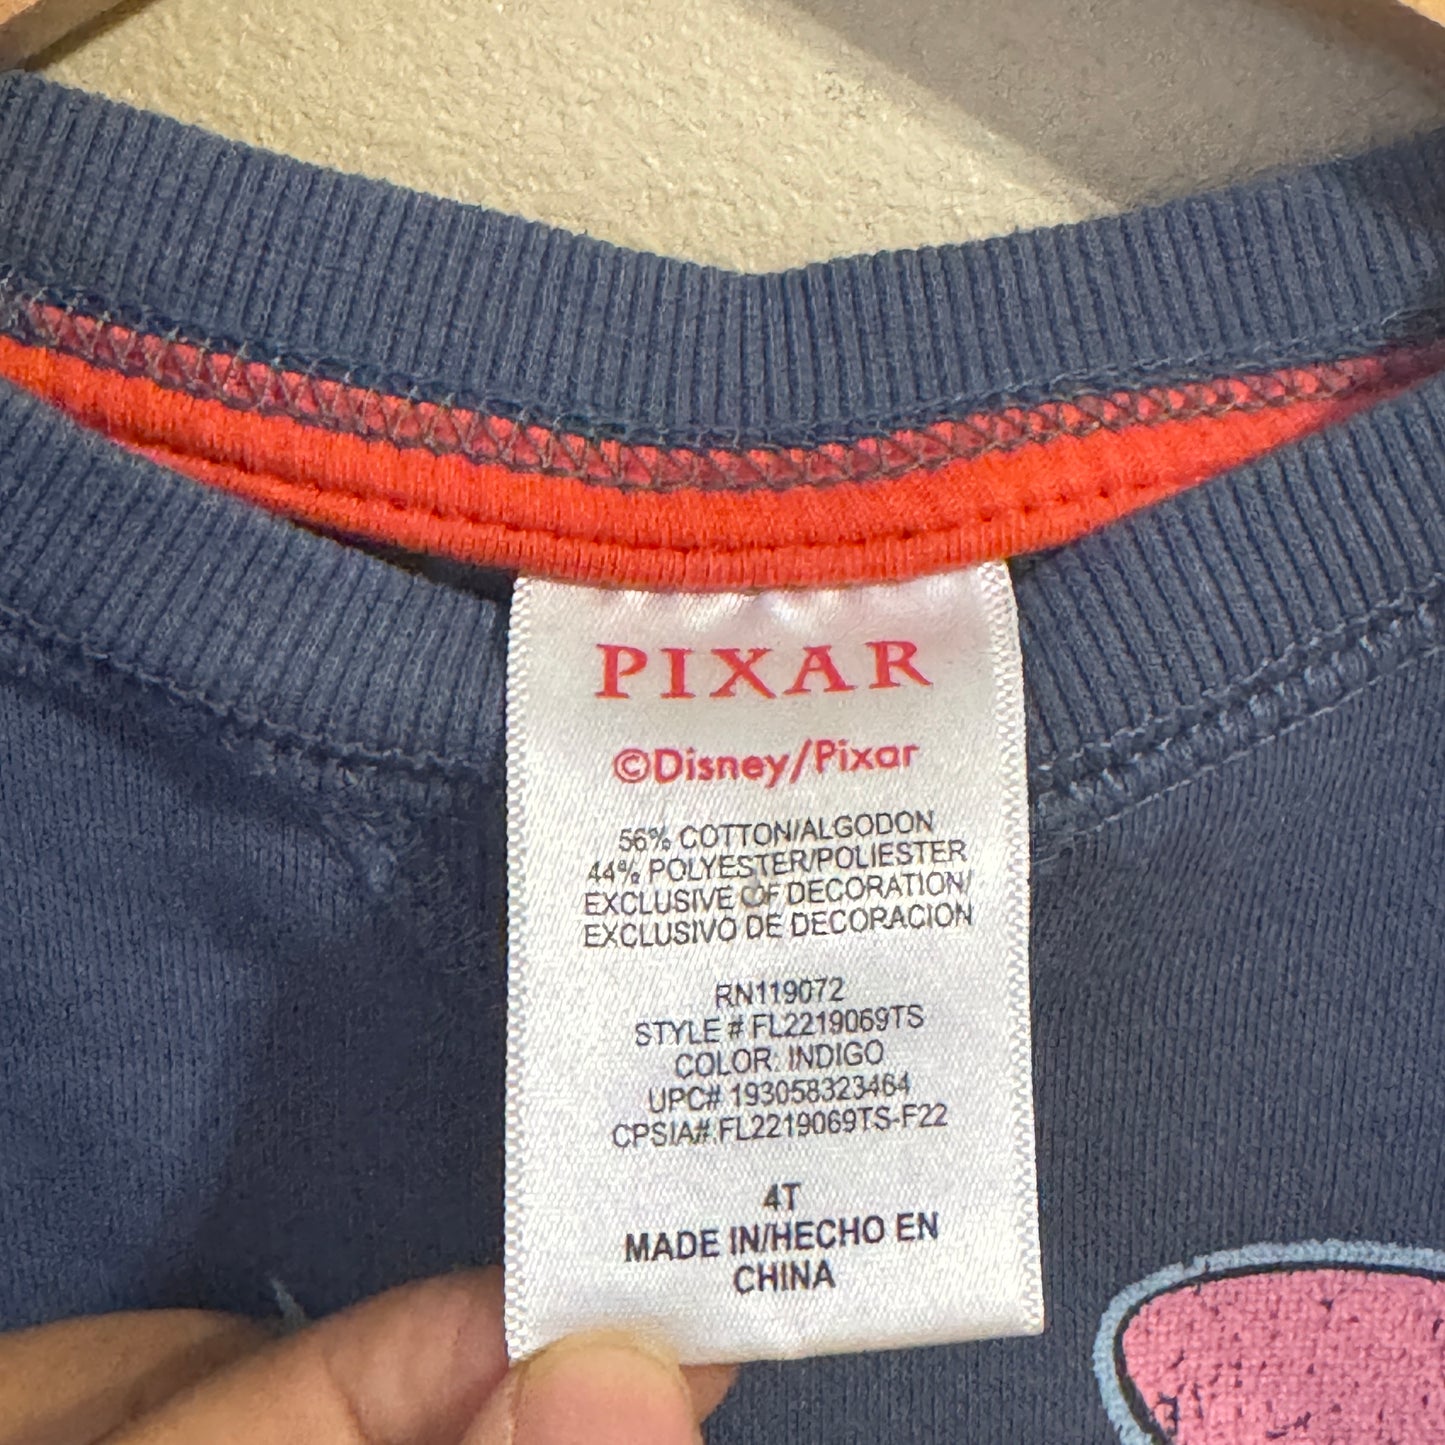 PIXAR
©Disney/Pixar
56% COTTON/ALGODON
44% POLYESTER/POLIESTER
EXCLUSIVE OF DECORATION/
EXCLUSIVO DE DECORACION
RN119072
STYLE # FL2219069TS
COLOR: INDIGO
UPC# 193058323464
CPSIA#:FL2219069TS-F22
4T
MADE IN/HECHO EN
CHINA